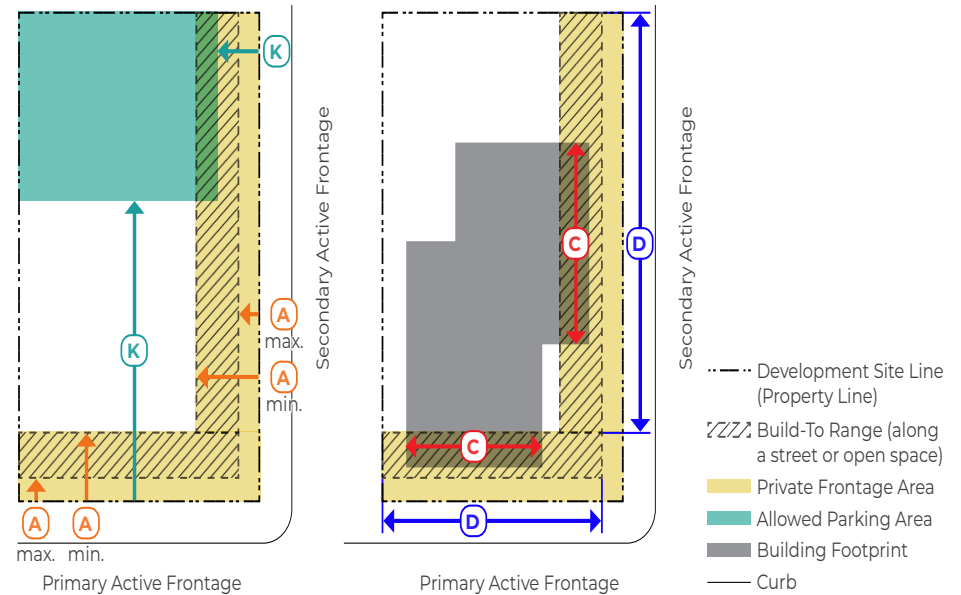 K
Secondary Active Frontage
A
max.
K
A
min.
A
max.
A
min.
Primary Active Frontage
C
D
Secondary Active Frontage
C
D
Primary Active Frontage
Development Site Line
(Property Line)
Build-To Range (along
a street or open space)
Private Frontage Area
Allowed Parking Area
Building Footprint
Curb